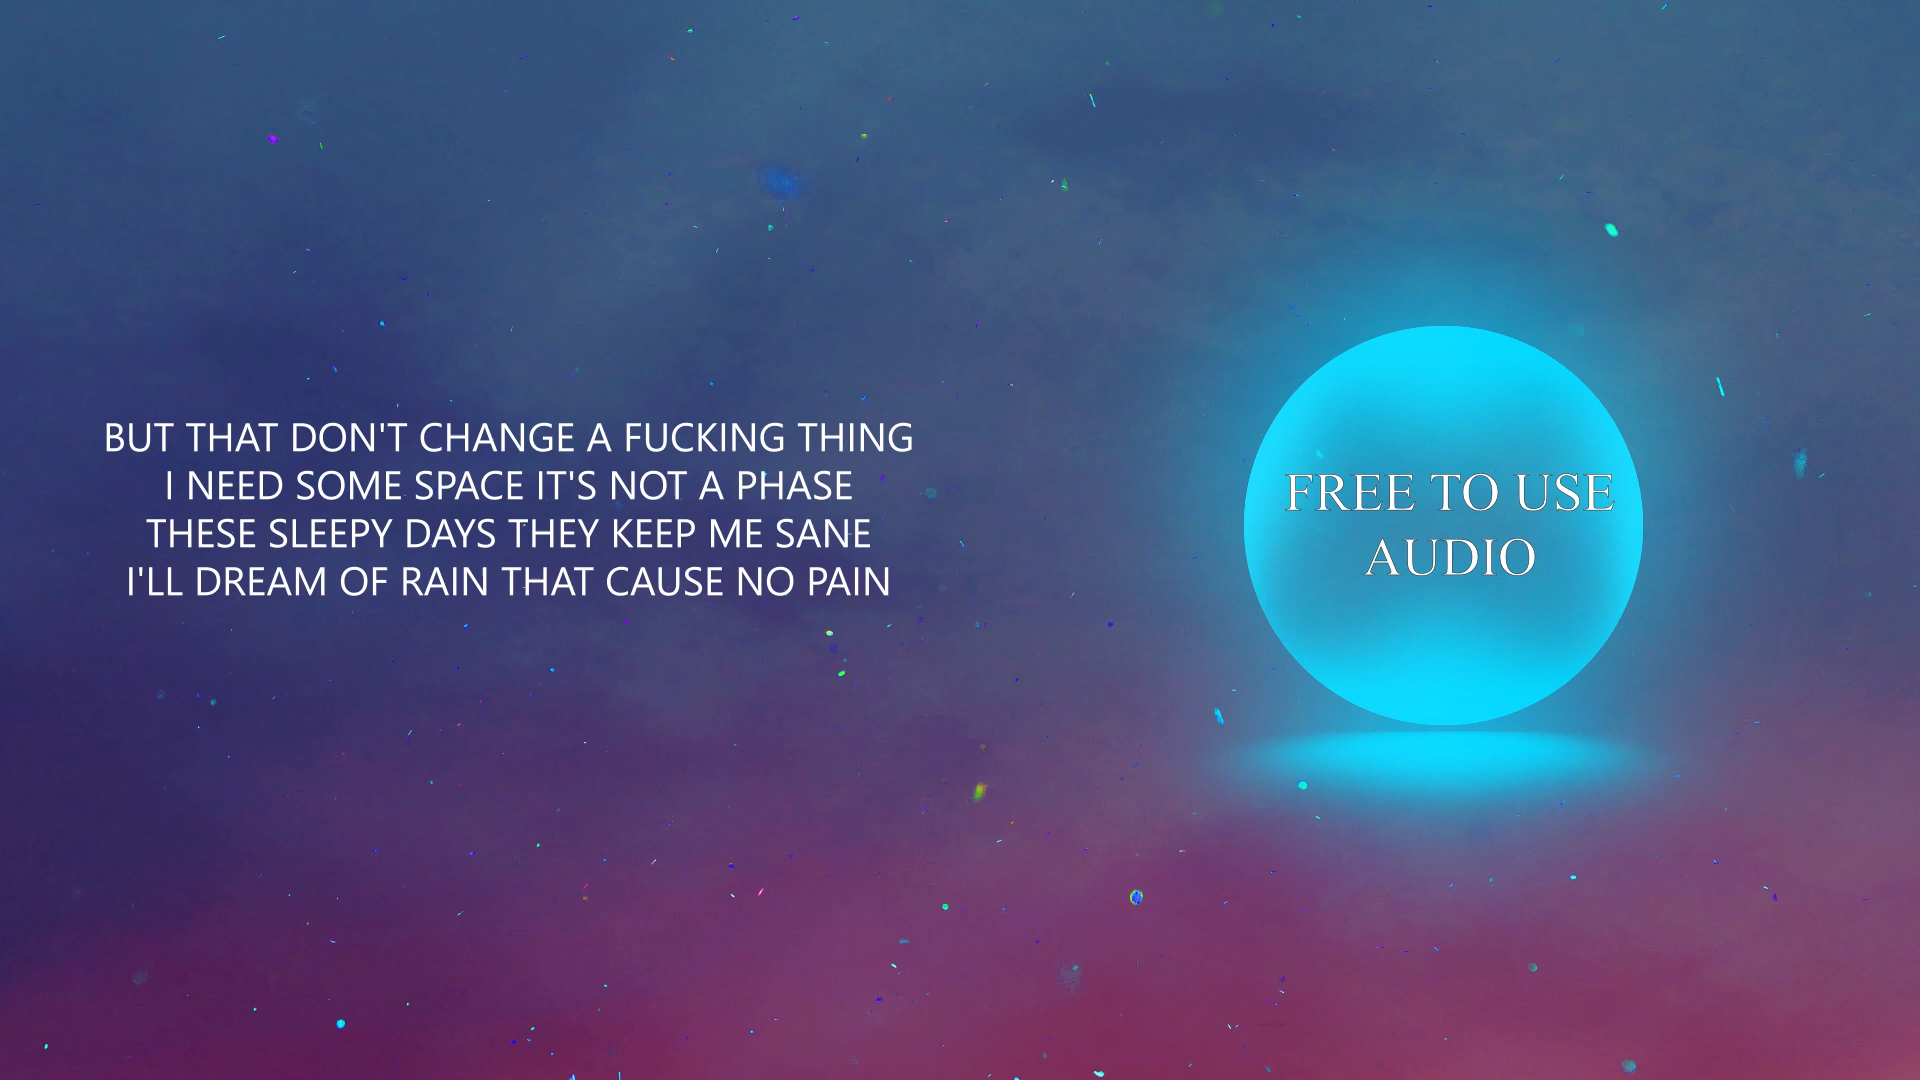 BUT THAT DON'T CHANGE A FUCKING THING
I NEED SOME SPACE IT'S NOT A PHASE
THESE SLEEPY DAYS THEY KEEP ME SANE
I'LL DREAM OF RAIN THAT CAUSE NO PAIN
FREE TO USE
AUDIO